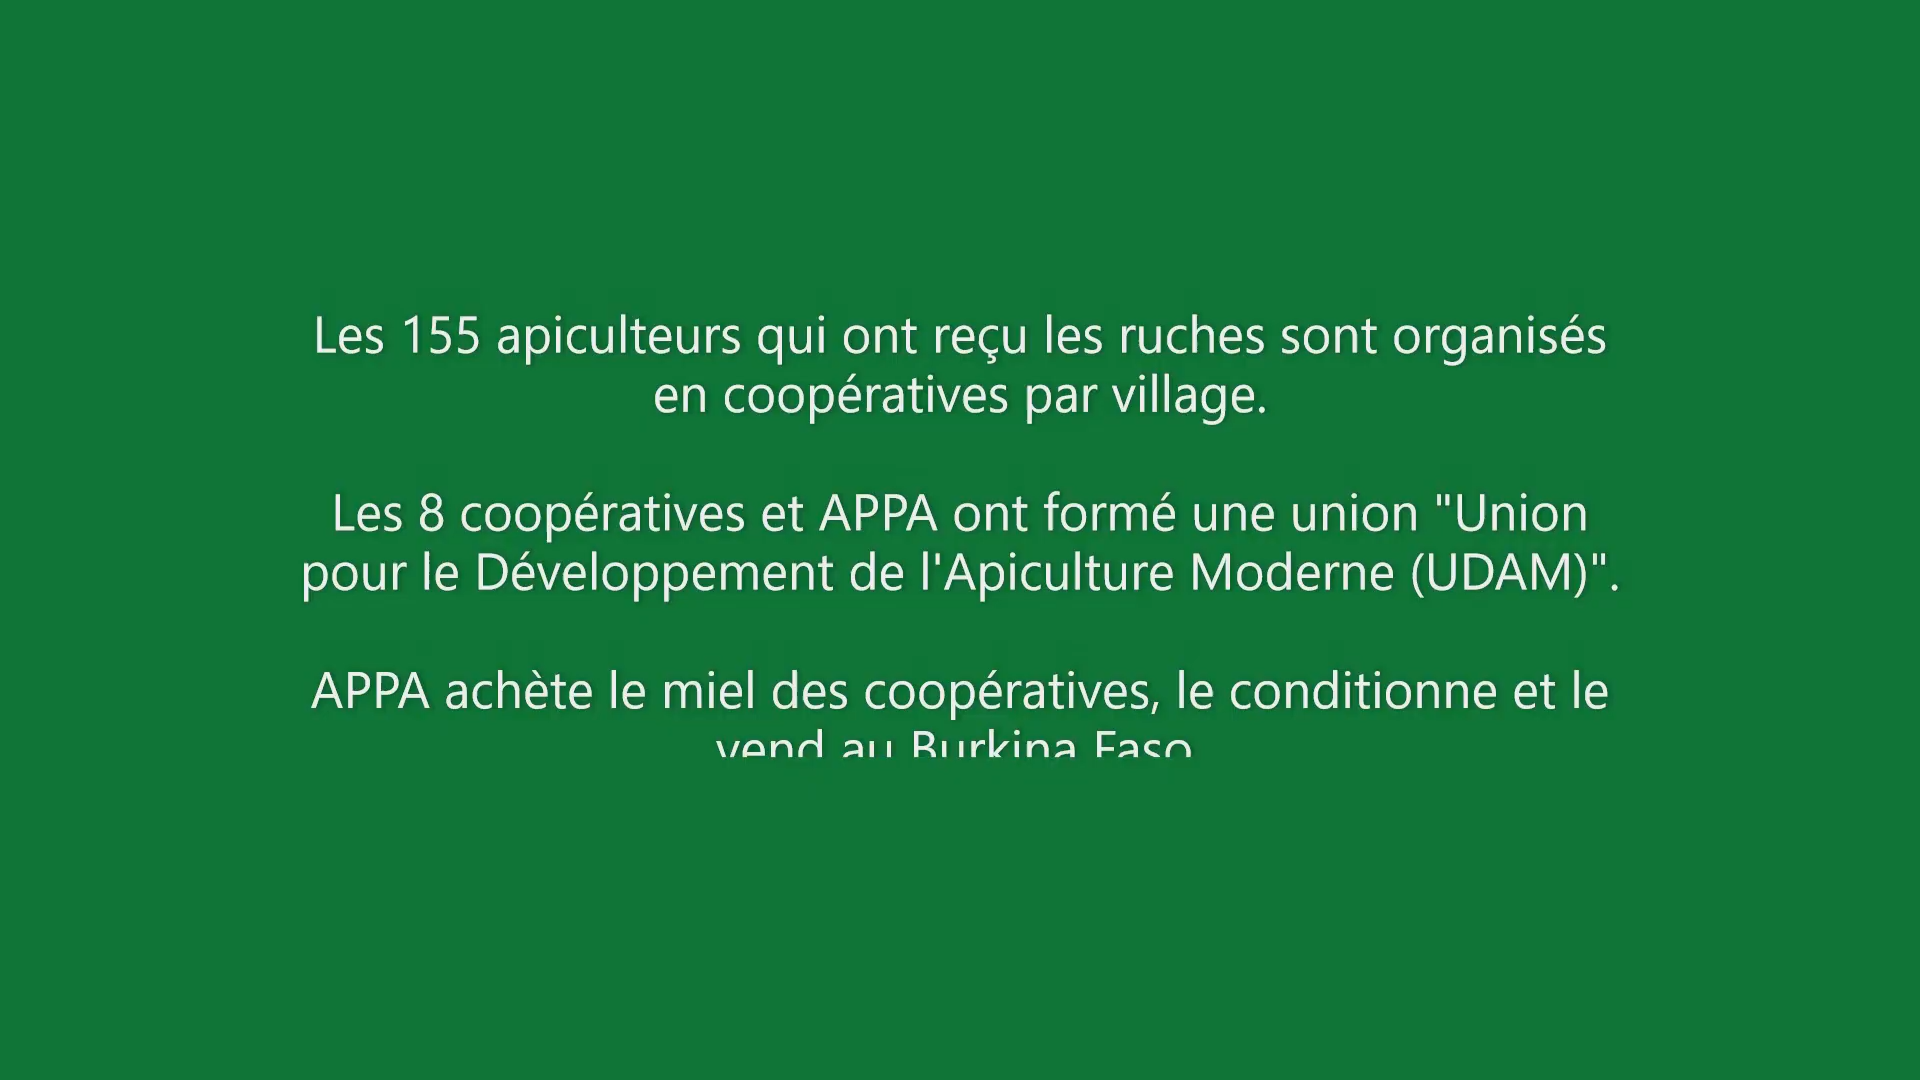 Les 155 apiculteurs qui ont reçu les ruches sont organisés
en coopératives par village.
Les 8 coopératives et APPA ont formé une union "Union
pour le Développement de l'Apiculture Moderne (UDAM)".
APPA achète le miel des coopératives, le conditionne et le
vend au Burkina Faso